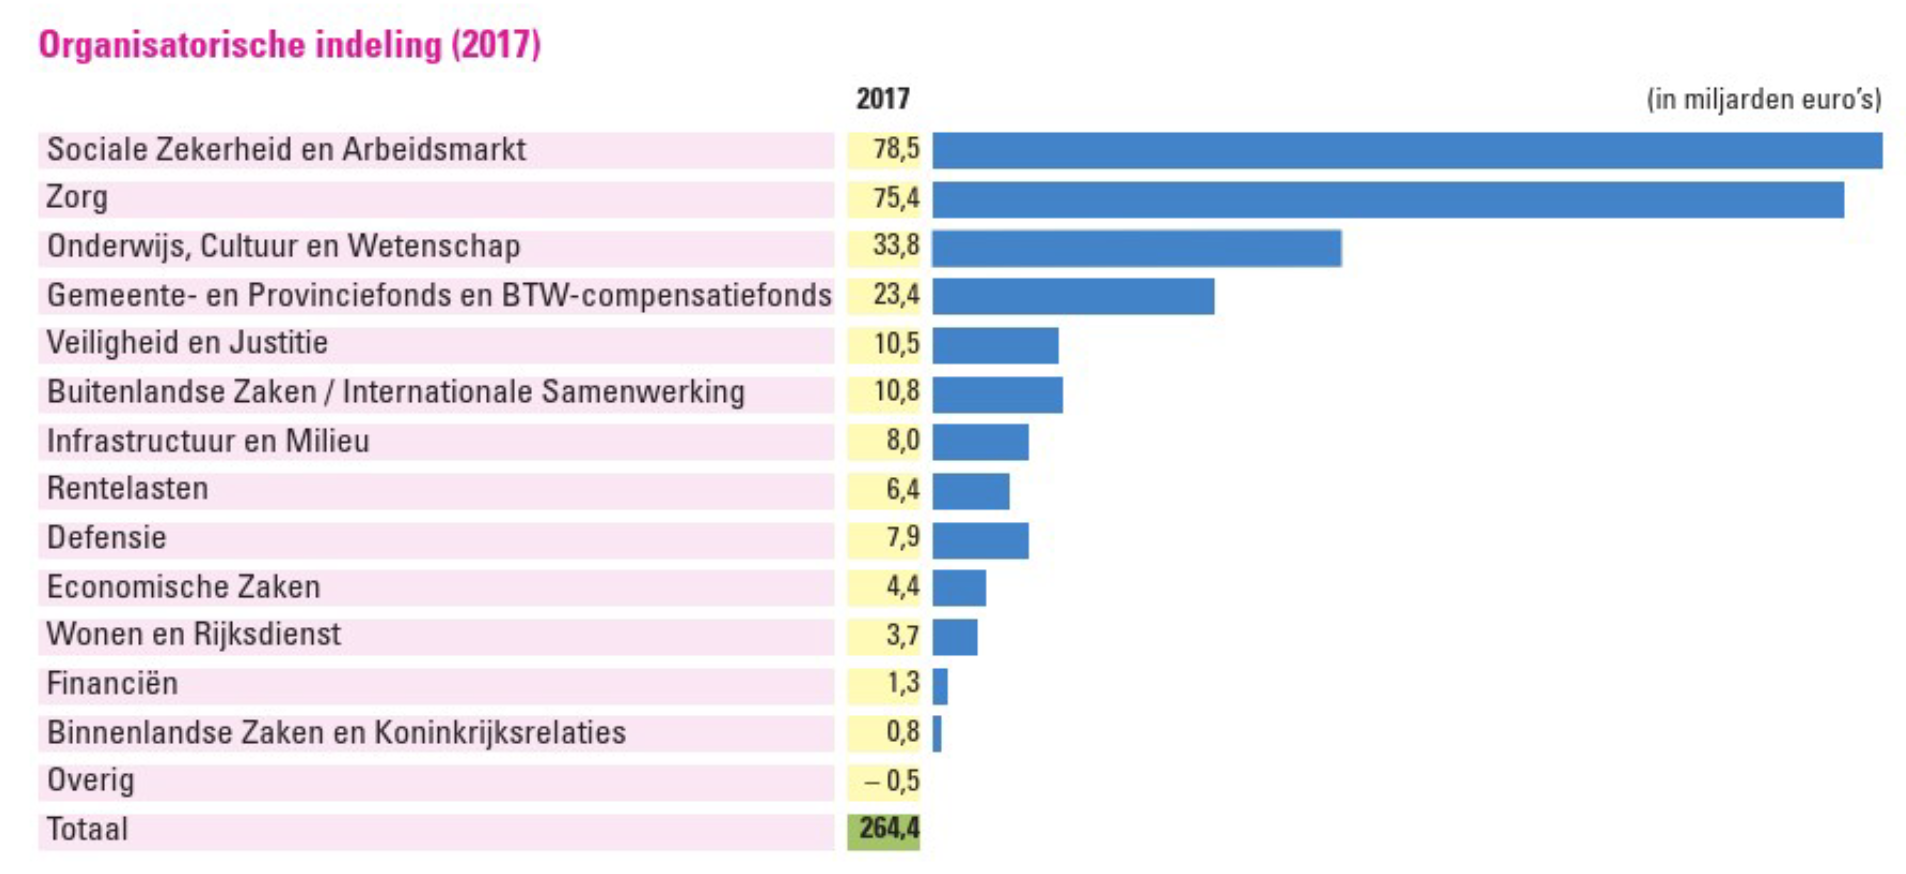 Organisatorische indeling (2017)
2017 (in miljarden euro’s)
Sociale Zekerheid en Arbeidsmarkt 78,5
Zorg 75,4
Onderwijs, Cultuur en Wetenschap 33,8
Gemeente- en Provinciefonds en BTW-compensatiefonds 23,4
Veiligheid en Justitie 10,5
Buitenlandse Zaken / Internationale Samenwerking 10,8
Infrastructuur en Milieu 8,0
Rentelasten 6,4
Defensie 7,9
Economische Zaken 4,4
Wonen en Rijksdienst 3,7
Financiën 1,3
Binnenlandse Zaken en Koninkrijksrelaties 0,8
Overig – 0,5
Totaal 264,4